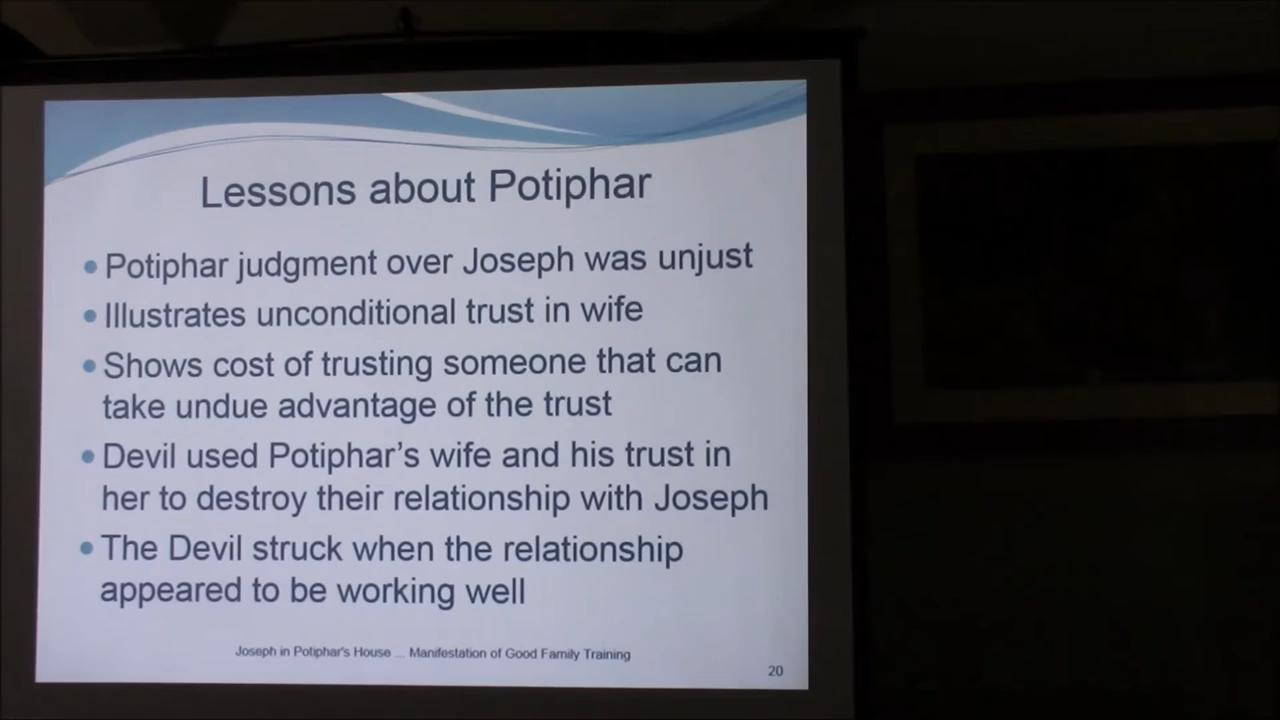 Lessons about Potiphar
• Potiphar judgment over Joseph was unjust
• Illustrates unconditional trust in wife
• Shows cost of trusting someone that can
take undue advantage of the trust
• Devil used Potiphar’s wife and his trust in
her to destroy their relationship with Joseph
• The Devil struck when the relationship
appeared to be working well
Joseph in Potiphar's House ... Manifestation of Good Family Training
20